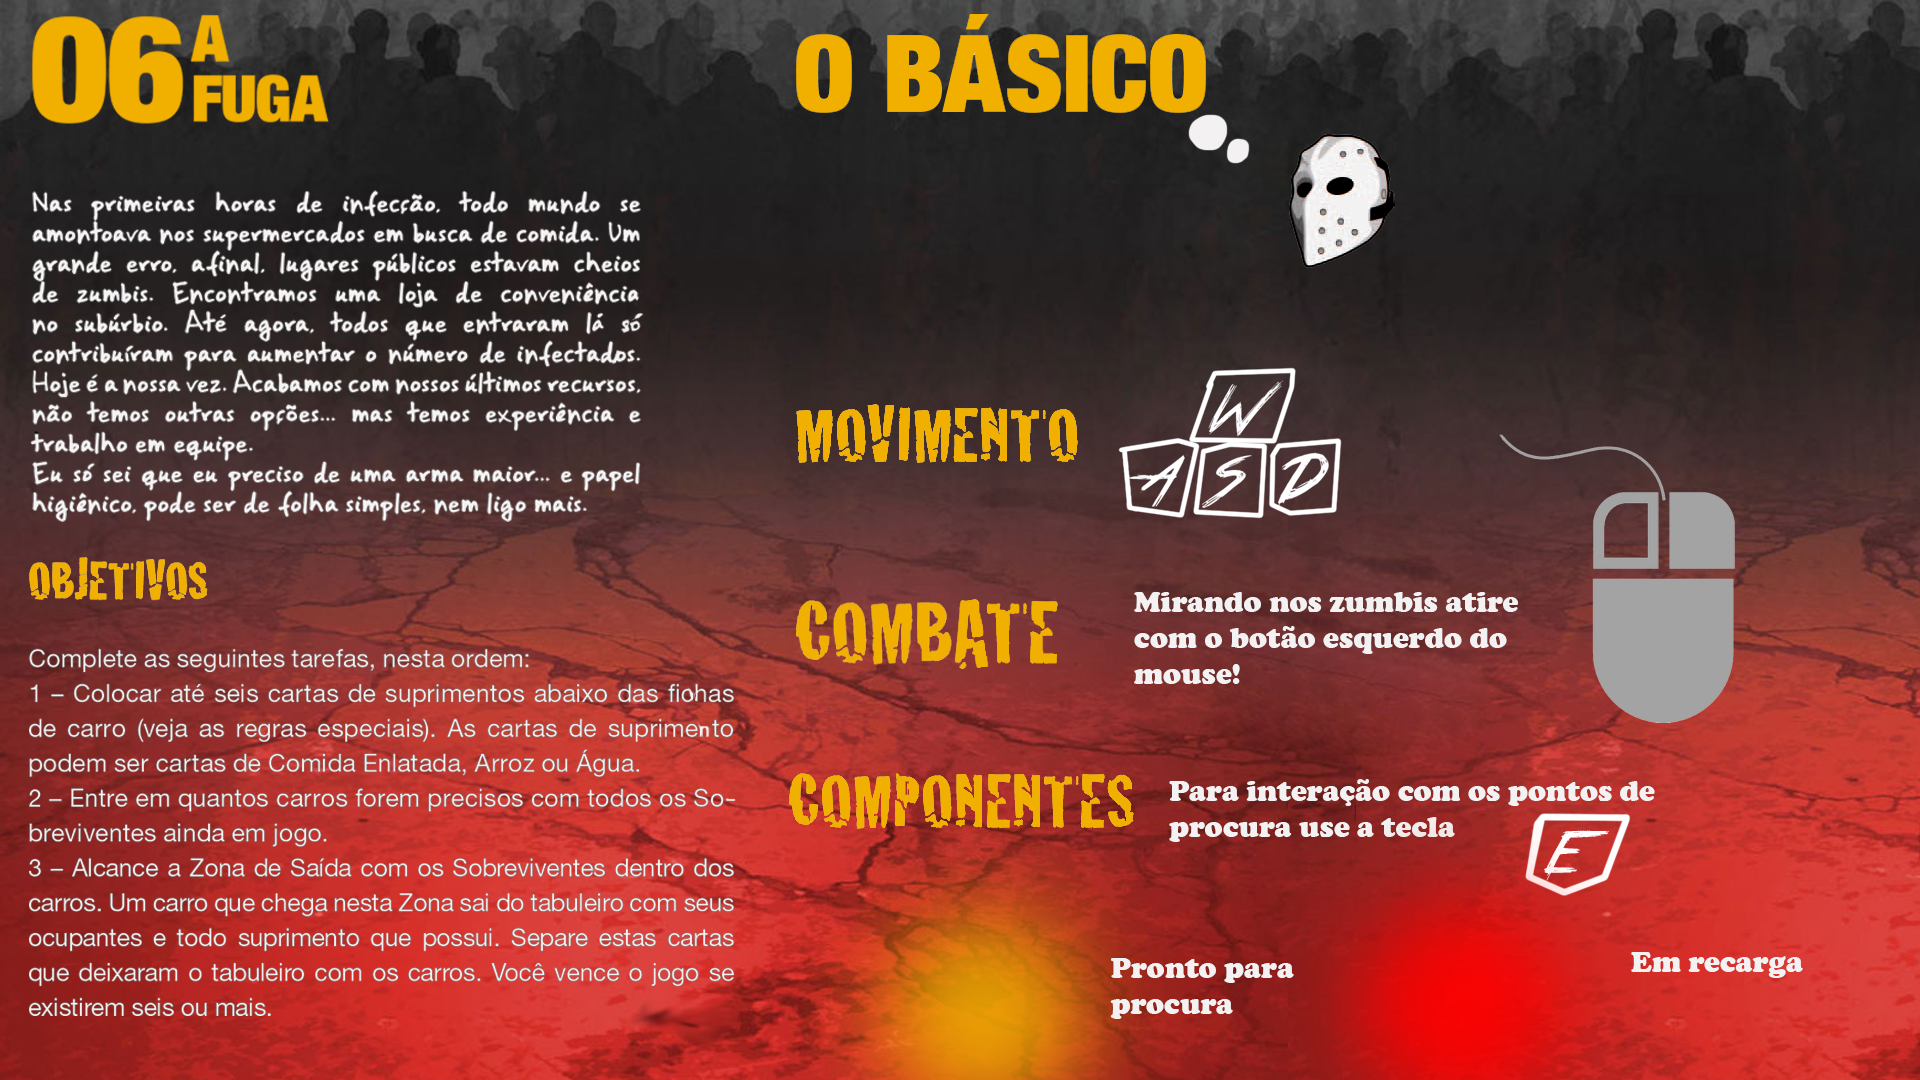 06 A
FUGA
Nas primeiras horas de infecção, todo mundo se
amontoava nos supermercados em busca de comida. Um
grande erro, afinal, lugares públicos estavam cheios
de zumbis. Encontramos uma loja de conveniência
no subúrbio. Até agora, todos que entraram lá só
contribuíram para aumentar o número de infectados.
Hoje é a nossa vez. Acabamos com nossos últimos recursos,
não temos outras opções... mas temos experiência e
trabalho em equipe.
Eu só sei que eu preciso de uma arma maior... e papel
higiênico, pode ser de folha simples, nem ligo mais.
OBJETIVOS
Complete as seguintes tarefas, nesta ordem:
1 – Colocar até seis cartas de suprimentos abaixo das fichas
de carro (veja as regras especiais). As cartas de suprimento
podem ser cartas de Comida Enlatada, Arroz ou Água.
2 – Entre em quantos carros forem precisos com todos os So-
breviventes ainda em jogo.
3 – Alcance a Zona de Saída com os Sobreviventes dentro dos
carros. Um carro que chega nesta Zona sai do tabuleiro com seus
ocupantes e todo suprimento que possui. Separe estas cartas
que deixaram o tabuleiro com os carros. Você vence o jogo se
existirem seis ou mais.
O BÁSICO
MOVIMENTO
W
A S D
COMBATE
Mirando nos zumbis atire
com o botão esquerdo do
mouse!
COMPONENTES
Para interação com os pontos de
procura use a tecla
E
Pronto para
procura
Em recarga